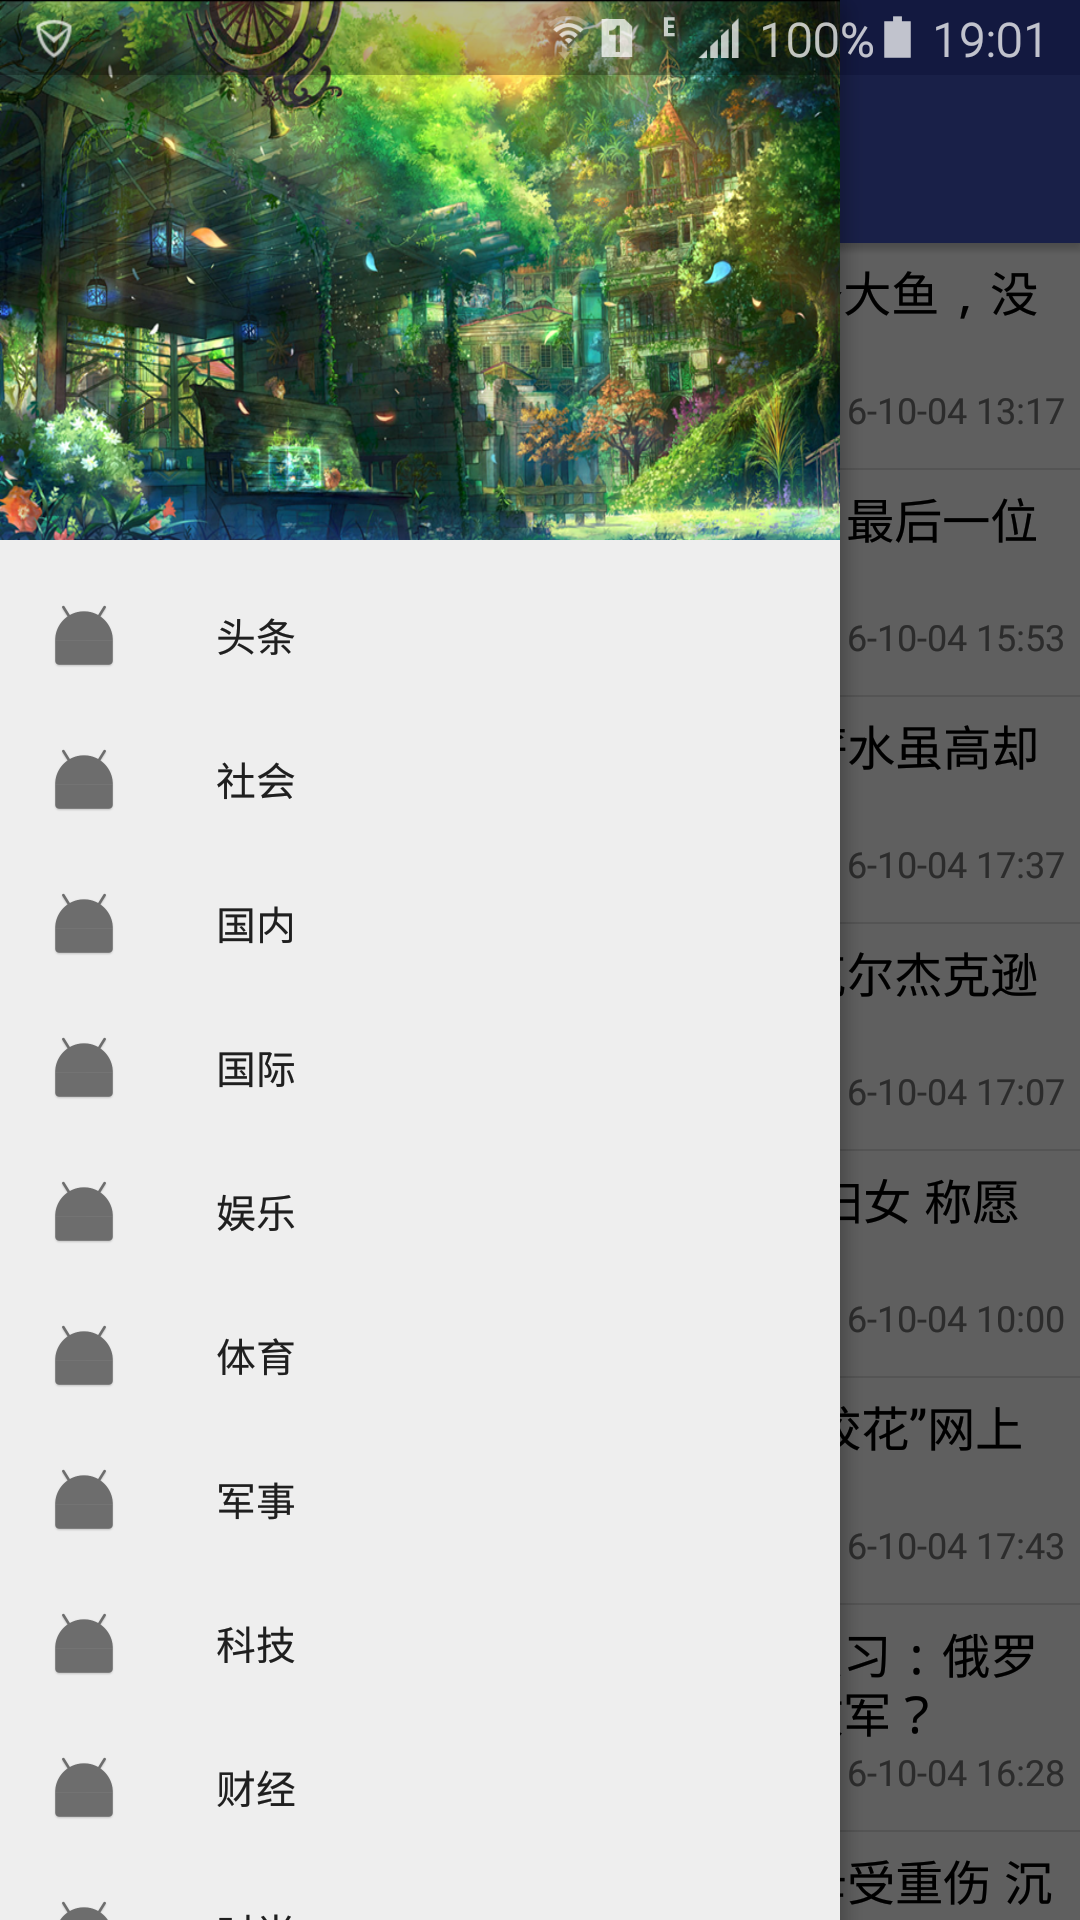 1 E 100% 19:01
大鱼，没
6-10-04 13:17
最后一位
6-10-04 15:53
水虽高却
6-10-04 17:37
尔杰克逊
6-10-04 17:07
女 称愿
6-10-04 10:00
花”网上
6-10-04 17:43
习：俄罗
军？
6-10-04 16:28
受重伤 沉
头条
社会
国内
国际
娱乐
体育
军事
科技
财经